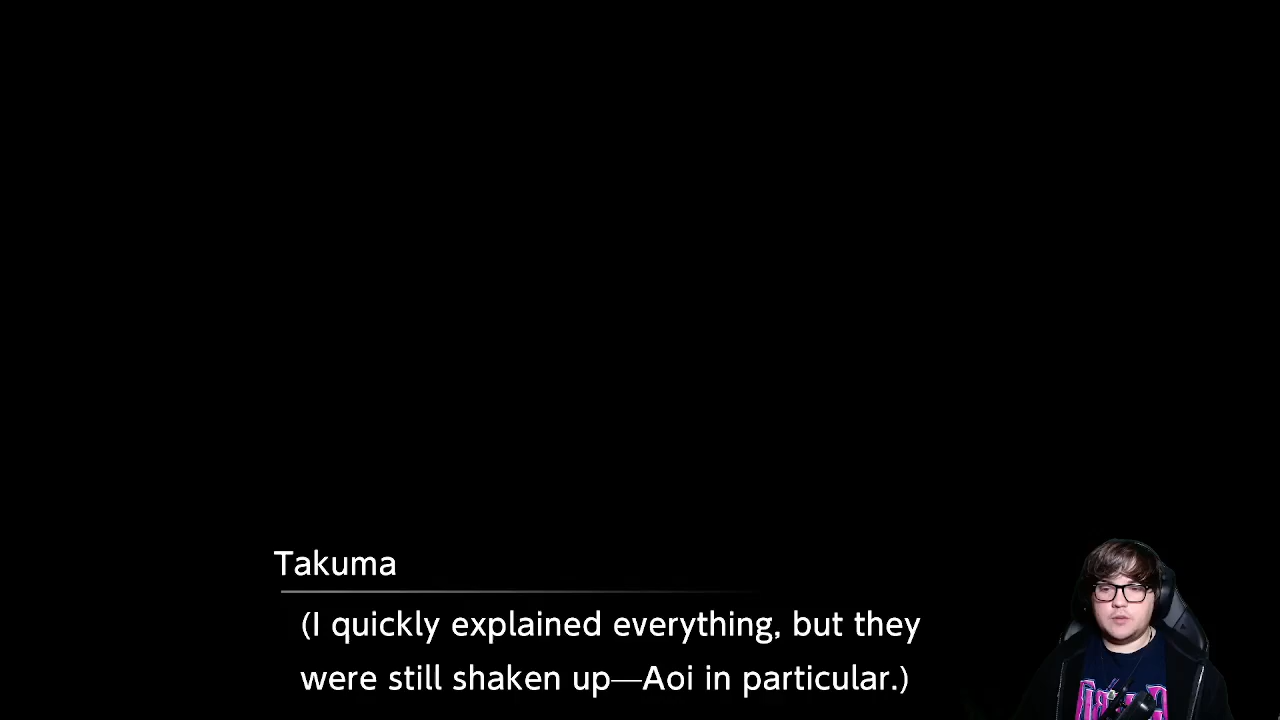 Takuma
(I quickly explained everything, but they
were still shaken up—Aoi in particular.)